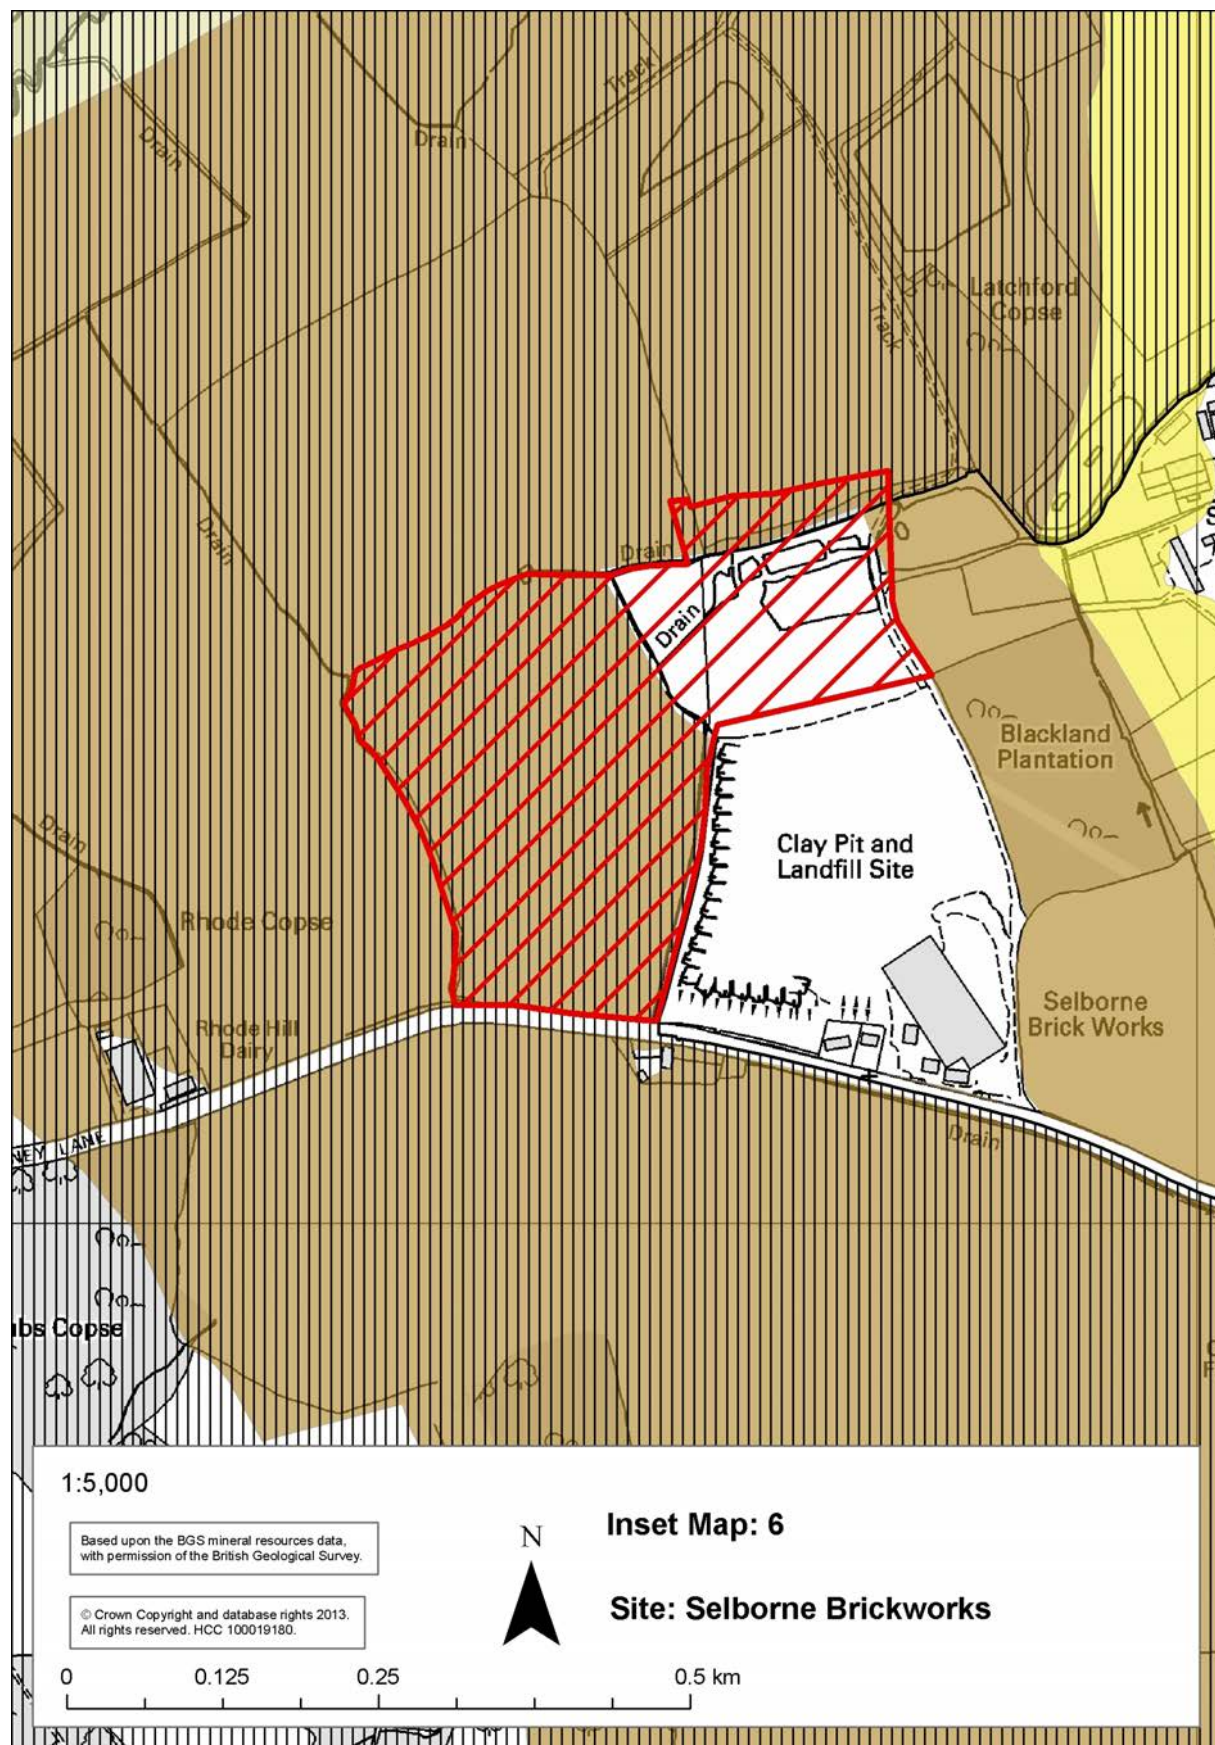 Track
Drain
Drain
Latchford
Copse
Track
Drain
Drain
Drain
Blackland
Plantation
Drain
Clay Pit and
Landfill Site
Rhode Copse
Selborne
Brick Works
Rhode Hill
Dairy
Drain
NEY LANE
bs Copse
1:5,000
Based upon the BGS mineral resources data,
with permission of the British Geological Survey.
© Crown Copyright and database rights 2013.
All rights reserved. HCC 100019180.
N
Inset Map: 6
Site: Selborne Brickworks
0 0.125 0.25 0.5 km